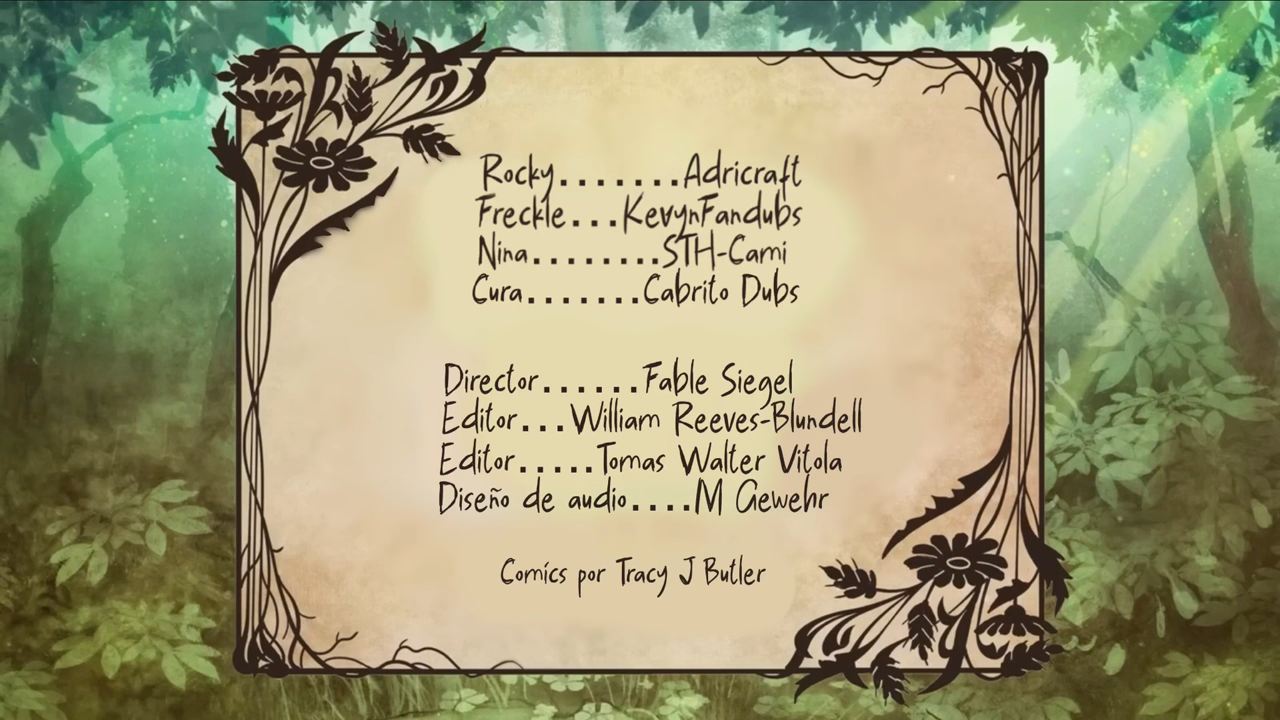 Rocky.......Adricraft
Freckle...KevynFandubs
Nina........STH-Cami
Cura.......Cabrito Dubs
Director......Fable Siegel
Editor...William Reeves-Blundell
Editor.....Tomas Walter Vitola
Diseño de audio....M Gewehr
Comics por Tracy J Butler